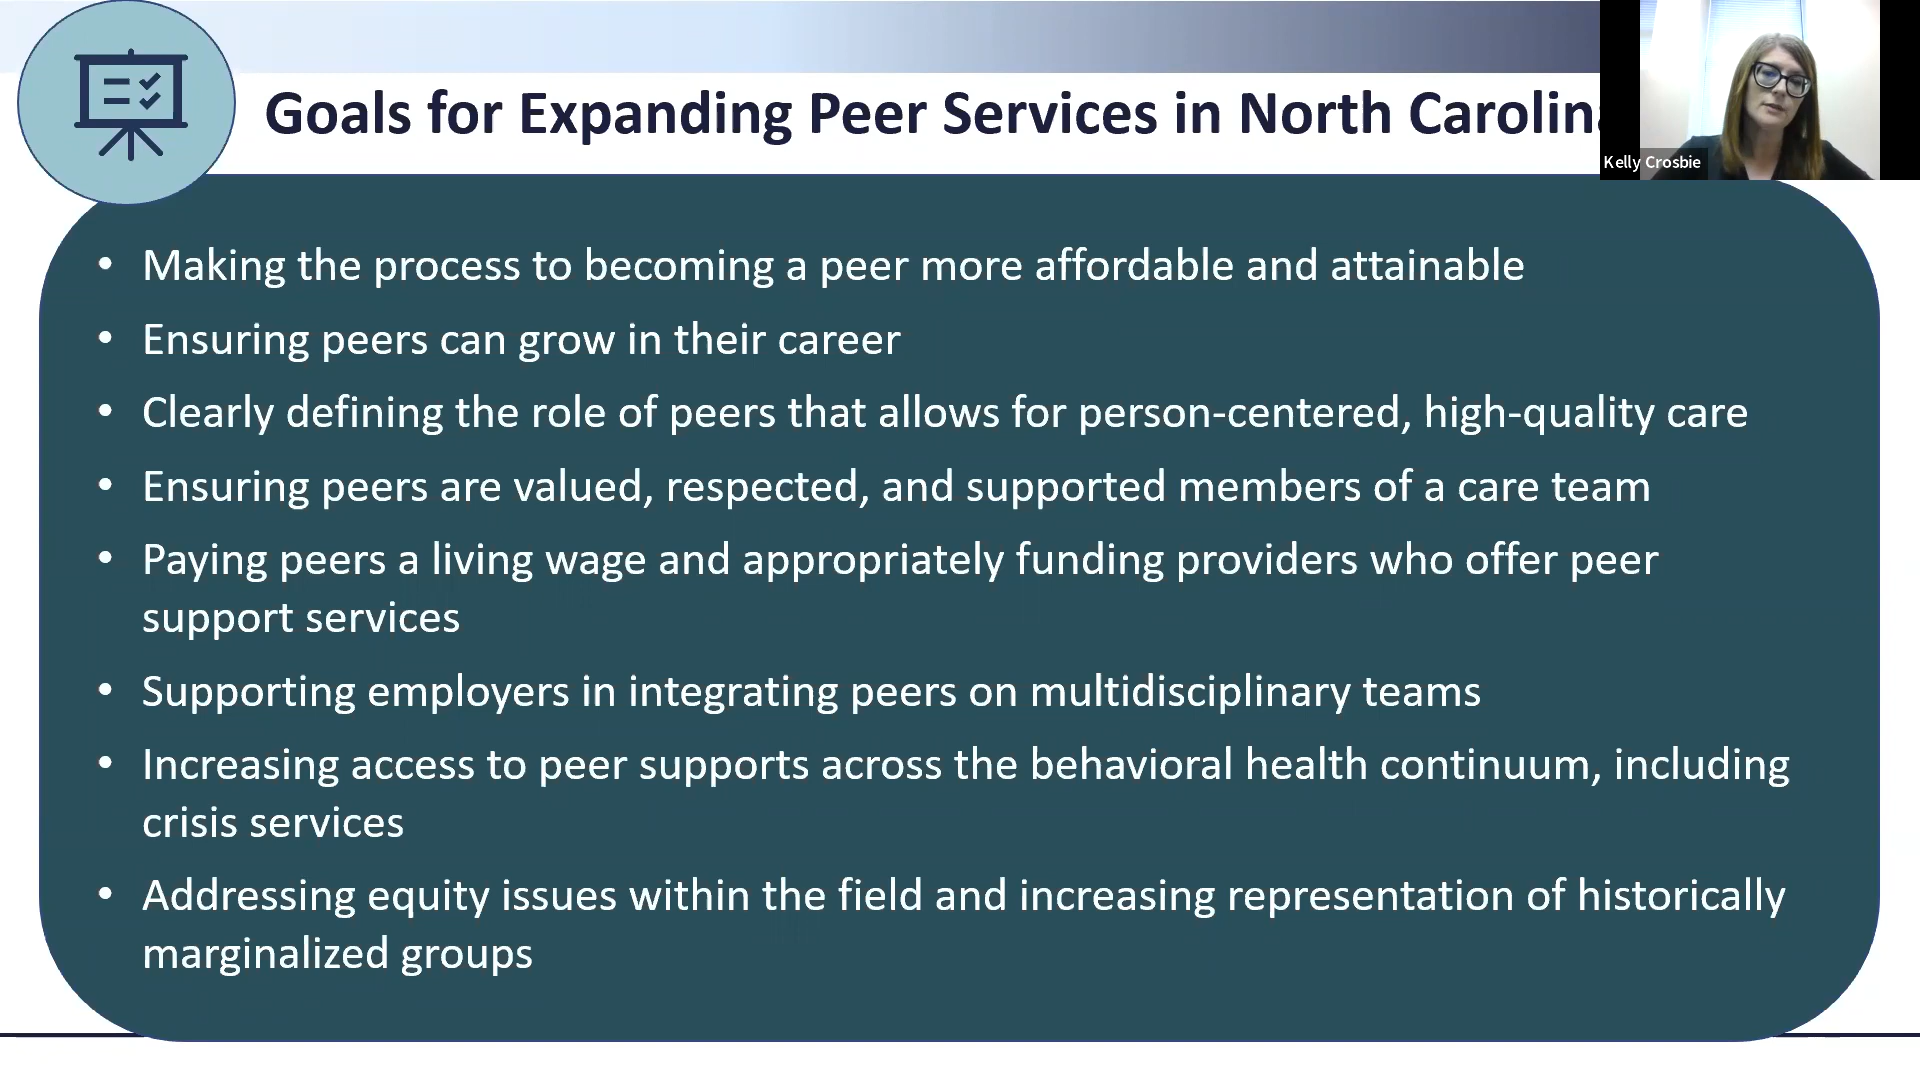 Goals for Expanding Peer Services in North Carolina
Kelly Crosbie
• Making the process to becoming a peer more affordable and attainable
• Ensuring peers can grow in their career
• Clearly defining the role of peers that allows for person-centered, high-quality care
• Ensuring peers are valued, respected, and supported members of a care team
• Paying peers a living wage and appropriately funding providers who offer peer
support services
• Supporting employers in integrating peers on multidisciplinary teams
• Increasing access to peer supports across the behavioral health continuum, including
crisis services
• Addressing equity issues within the field and increasing representation of historically
marginalized groups